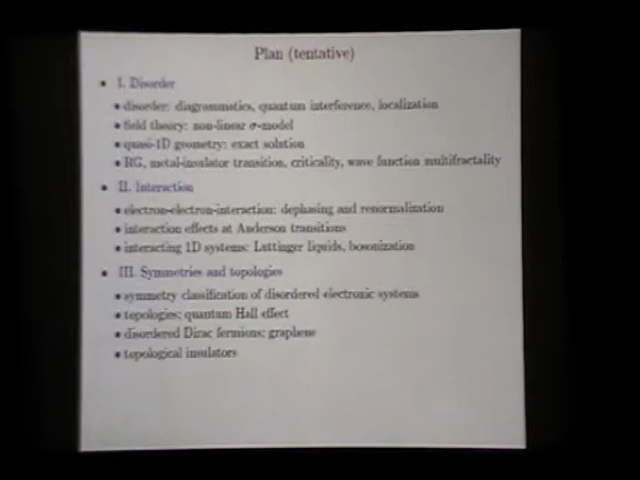 Plan (tentative)
• I. Disorder
• disorder: diagrammatics, quantum interference, localization
• field theory: non-linear σ-model
• quasi-1D geometry: exact solution
• RG, metal-insulator transition, criticality, wave function multifractality
• II. Interaction
• electron-electron-interaction: dephasing and renormalization
• interaction effects at Anderson transitions
• interacting 1D systems: Luttinger liquids, bosonization
• III. Symmetries and topologies
• symmetry classification of disordered electronic systems
• topologies: quantum Hall effect
• disordered Dirac fermions: graphene
• topological insulators